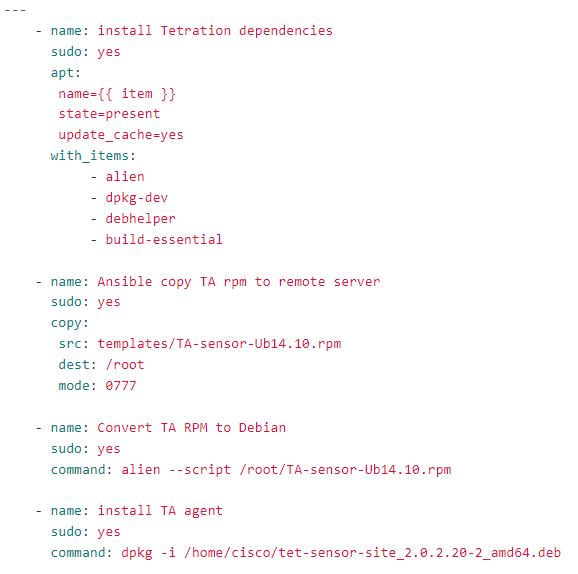 ---
    - name: install Tetration dependencies
      sudo: yes
      apt:
       name={{ item }}
       state=present
       update_cache=yes
      with_items:
           - alien
           - dpkg-dev
           - debhelper
           - build-essential

    - name: Ansible copy TA rpm to remote server
      sudo: yes
      copy:
       src: templates/TA-sensor-Ub14.10.rpm
       dest: /root
       mode: 0777

    - name: Convert TA RPM to Debian
      sudo: yes
      command: alien --script /root/TA-sensor-Ub14.10.rpm

    - name: install TA agent
      sudo: yes
      command: dpkg -i /home/cisco/tet-sensor-site_2.0.2.20-2_amd64.deb